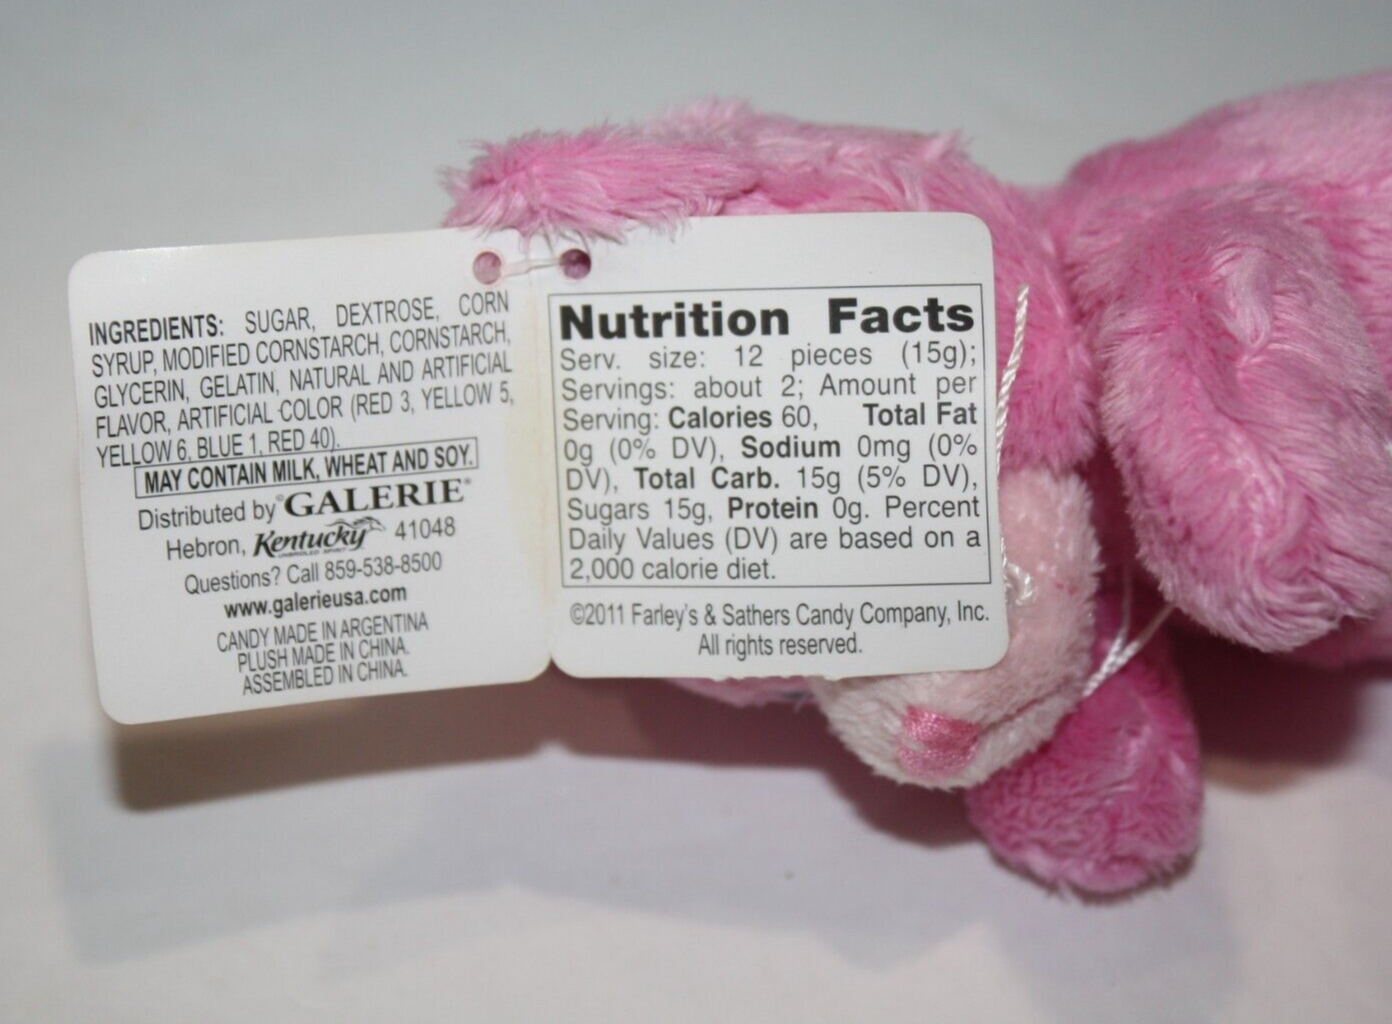 INGREDIENTS: SUGAR, DEXTROSE, CORN
SYRUP, MODIFIED CORNSTARCH, CORNSTARCH,
GLYCERIN, GELATIN, NATURAL AND ARTIFICIAL
FLAVOR, ARTIFICIAL COLOR (RED 3, YELLOW 5,
YELLOW 6, BLUE 1, RED 40).
MAY CONTAIN MILK, WHEAT AND SOY.
Distributed by GALERIE®
Hebron, Kentucky 41048
UNBRIDLED SPIRIT
Questions? Call 859-538-8500
www.galerieusa.com
CANDY MADE IN ARGENTINA
PLUSH MADE IN CHINA.
ASSEMBLED IN CHINA.
Nutrition Facts
Serv. size: 12 pieces (15g);
Servings: about 2; Amount per
Serving: Calories 60, Total Fat
0g (0% DV), Sodium 0mg (0%
DV), Total Carb. 15g (5% DV),
Sugars 15g, Protein 0g. Percent
Daily Values (DV) are based on a
2,000 calorie diet.
©2011 Farley's & Sathers Candy Company, Inc.
All rights reserved.